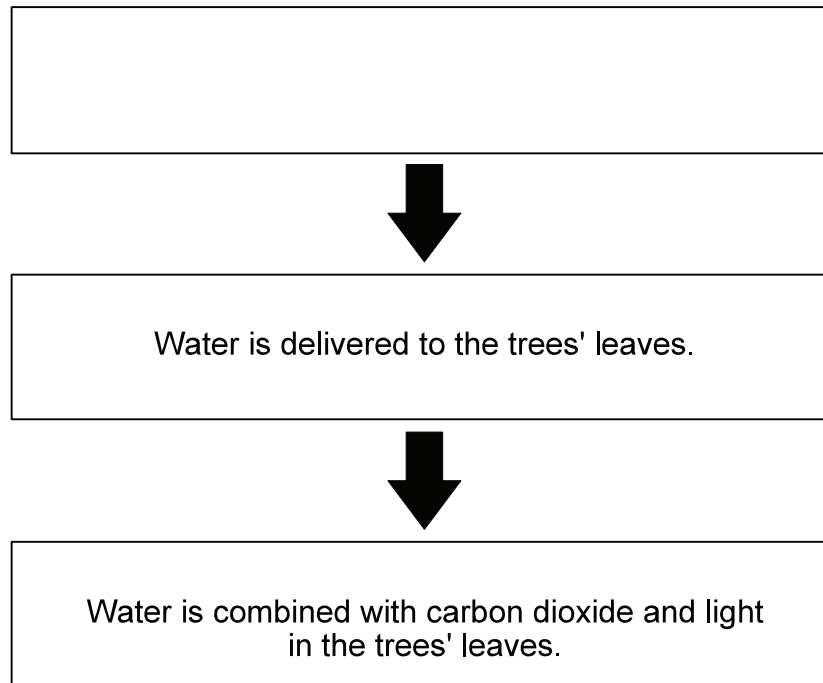 Water is delivered to the trees' leaves.
Water is combined with carbon dioxide and light
in the trees' leaves.